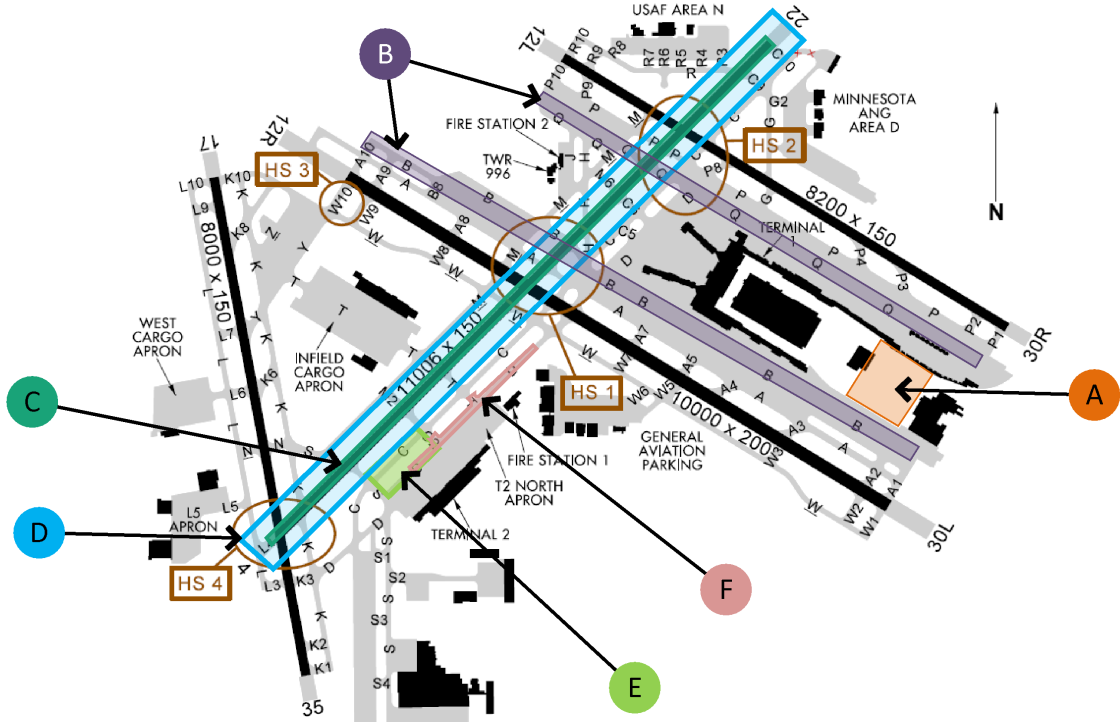 USAF AREA N
22
12L
R10
R9
R8
R7
R6
R5
R4
R3
R
C
0
C9
G2
G
C
MINNESOTA
ANG
AREA D
B
P10
P9
P
Q
Q
M
M
FIRE STATION 2
J
H
TWR
996
HS 2
P
P
C
P8
Q
D
G
P
Q
8200 x 150
TERMINAL
1
N
17
12R
HS 3
A10
A9
B
A
B8
B
A8
L10
K10
L9
K8
N
W10
W9
W
W8
W
Y
K
K
8000 x 150
L
L7
Y
T
T
T
M
A
H
C5
D
B
B
A
A7
W
W7
W6
W5
A5
A4
B
A
P4
P3
Q
P
P
P2
P1
30R
WEST
CARGO
APRON
INFIELD
CARGO
APRON
11006 x 150
M
W
C
HS 1
10000 x 200
W3
A3
B
A
A2
A1
W
W2
W1
30L
A
L6
K6
L
K
N
S
C
GENERAL
AVIATION
PARKING
FIRE STATION 1
T2 NORTH
APRON
TERMINAL 2
L5
APRON
L5
D
L
4
HS 4
L3
K3
K
D
C
S
D
S
S1
S2
S
S3
S
S4
K
K2
K1
35
F
E